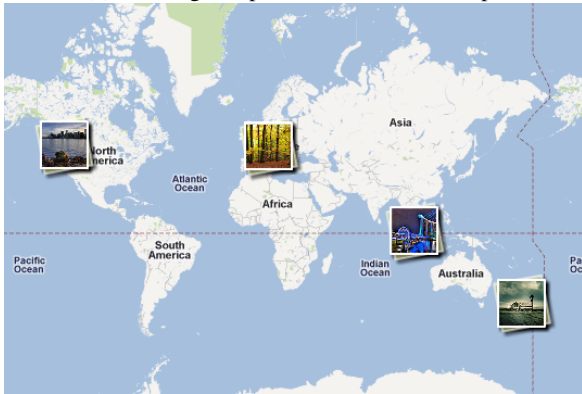 Asia
North
America
Atlantic
Ocean
Africa
South
America
Pacific
Ocean
Indian
Ocean
Australia